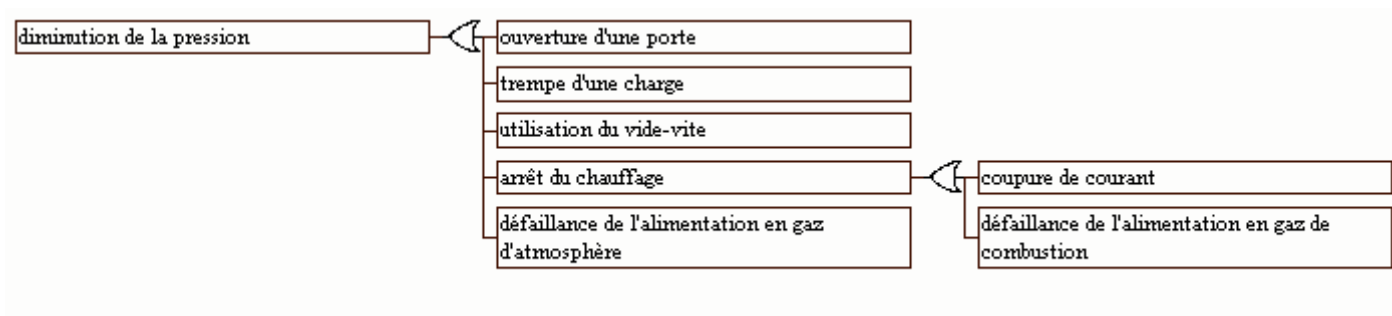 diminution de la pression
ouverture d'une porte
trempe d'une charge
utilisation du vide-vite
arrêt du chauffage
coupure de courant
défaillance de l'alimentation en gaz
d'atmosphère
défaillance de l'alimentation en gaz de
combustion